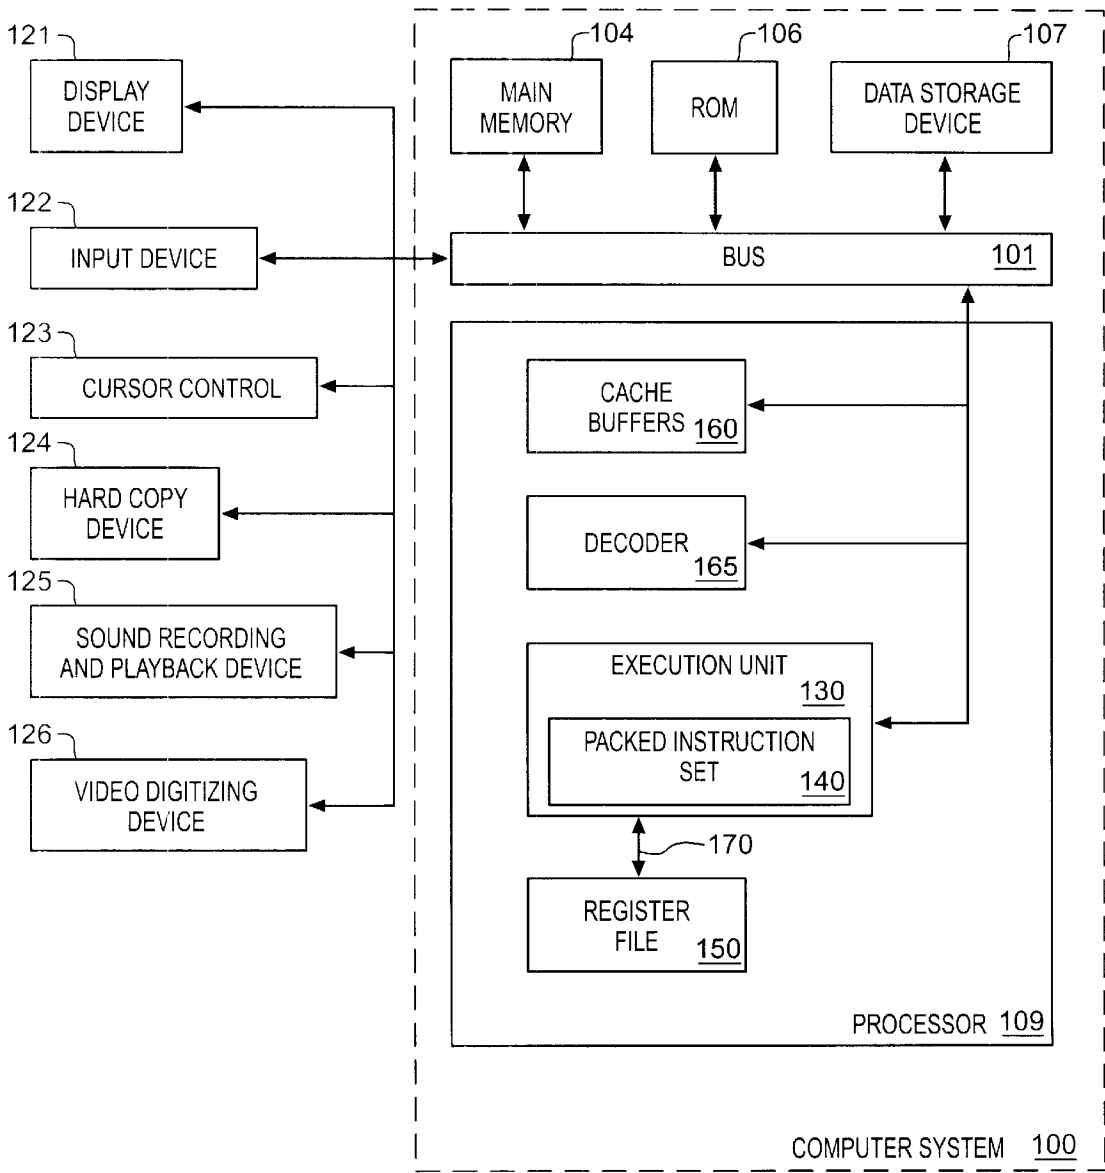 121
DISPLAY
DEVICE
122
INPUT DEVICE
123
CURSOR CONTROL
124
HARD COPY
DEVICE
125
SOUND RECORDING
AND PLAYBACK DEVICE
126
VIDEO DIGITIZING
DEVICE
104
MAIN
MEMORY
106
ROM
107
DATA STORAGE
DEVICE
BUS 101
CACHE
BUFFERS 160
DECODER
165
EXECUTION UNIT
130
PACKED INSTRUCTION
SET 140
170
REGISTER
FILE 150
PROCESSOR 109
COMPUTER SYSTEM 100